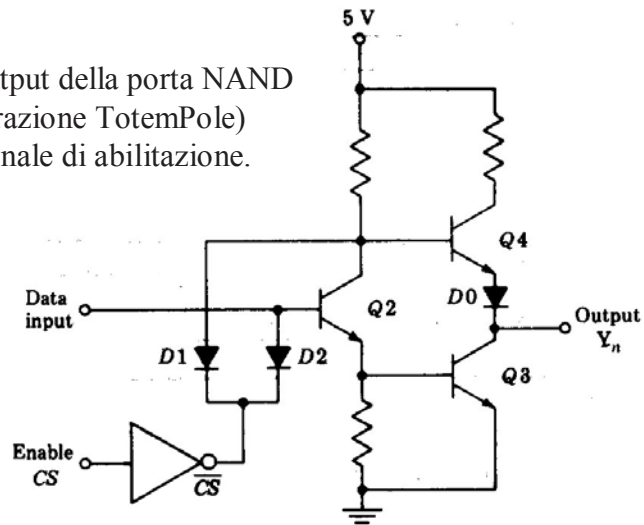 5 V
tput della porta NAND
razione TotemPole)
nale di abilitazione.
Q4
Data
input
Q2
D0
Output
Yn
D1
D2
Q3
Enable
CS
CS